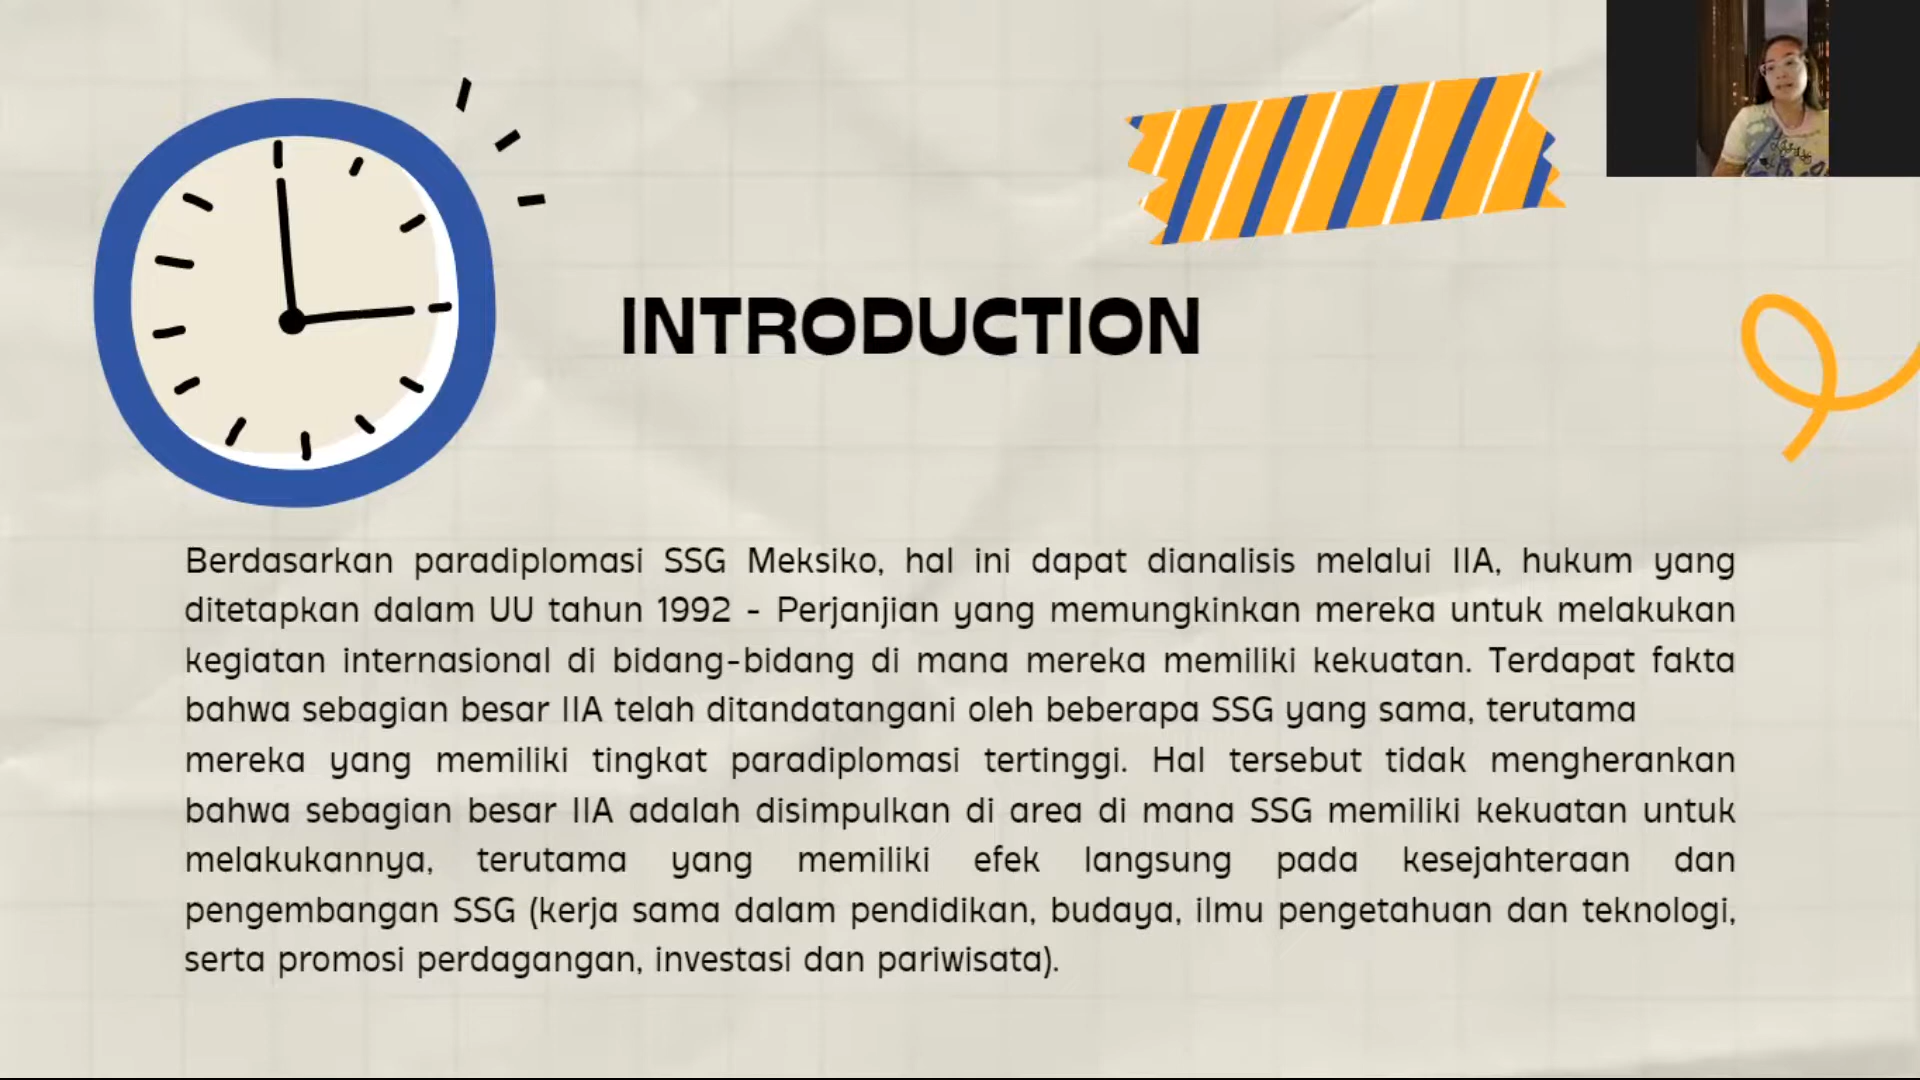 INTRODUCTION
Berdasarkan paradiplomasi SSG Meksiko, hal ini dapat dianalisis melalui IIA, hukum yang
ditetapkan dalam UU tahun 1992 - Perjanjian yang memungkinkan mereka untuk melakukan
kegiatan internasional di bidang-bidang di mana mereka memiliki kekuatan. Terdapat fakta
bahwa sebagian besar IIA telah ditandatangani oleh beberapa SSG yang sama, terutama
mereka yang memiliki tingkat paradiplomasi tertinggi. Hal tersebut tidak mengherankan
bahwa sebagian besar IIA adalah disimpulkan di area di mana SSG memiliki kekuatan untuk
melakukannya, terutama yang memiliki efek langsung pada kesejahteraan dan
pengembangan SSG (kerja sama dalam pendidikan, budaya, ilmu pengetahuan dan teknologi,
serta promosi perdagangan, investasi dan pariwisata).